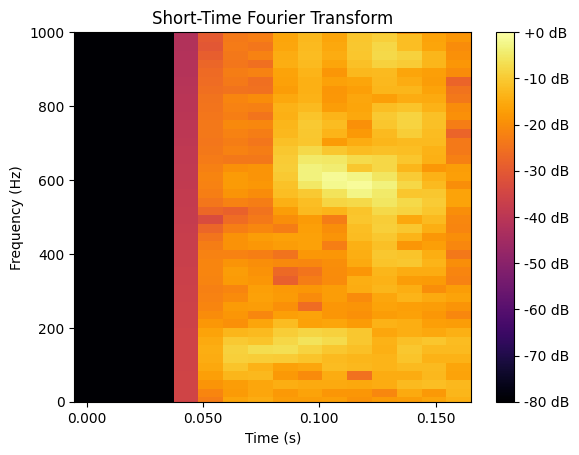 Short-Time Fourier Transform
Frequency (Hz)
1000
800
600
400
200
0
0.000
0.050
0.100
0.150
Time (s)
+0 dB
-10 dB
-20 dB
-30 dB
-40 dB
-50 dB
-60 dB
-70 dB
-80 dB